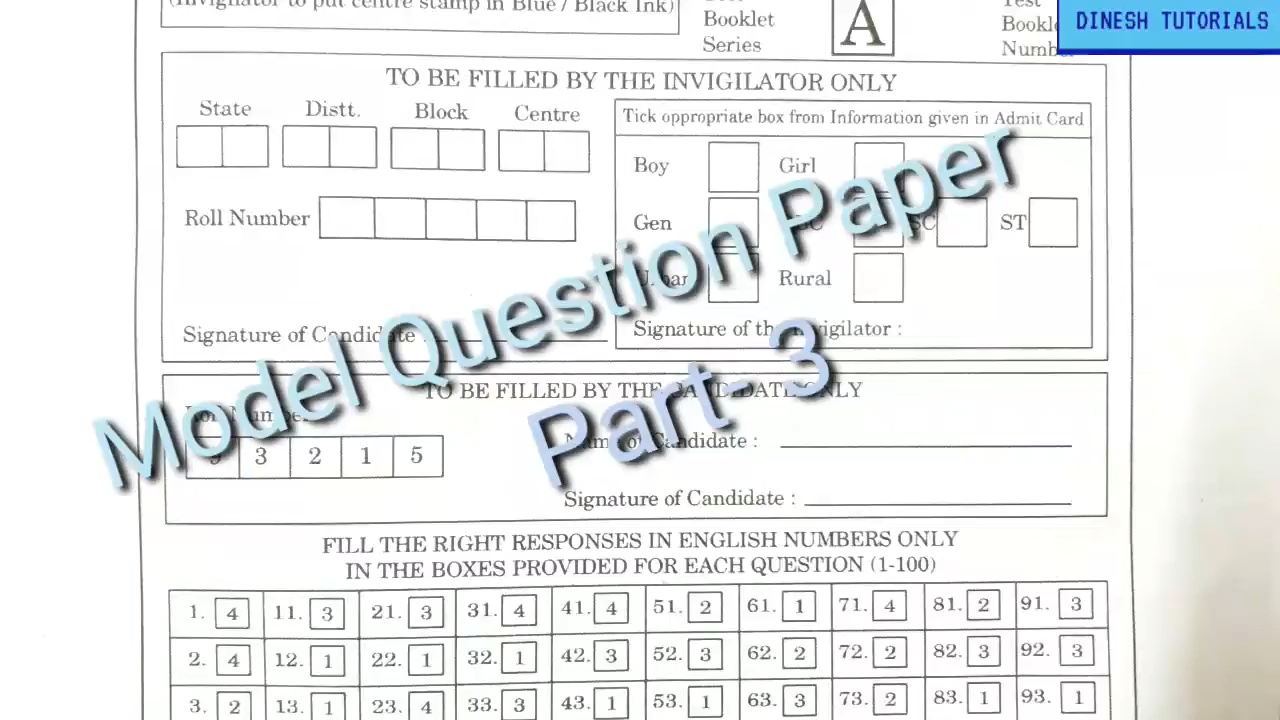 (Invigilator to put centre stamp in Blue / Black Ink)
Booklet
Series
A
Test
DINESH TUTORIALS
TO BE FILLED BY THE INVIGILATOR ONLY
State Distt. Block Centre
Tick oppropriate box from Information given in Admit Card
Boy Girl
Roll Number
Gen SC ST
Rural
Signature of Candidate :
Signature of the Invigilator :
Model Question Paper
Part- 3
TO BE FILLED BY THE CANDIDATE ONLY
Roll Number
3 2 1 5
Name of Candidate :
Signature of Candidate :
FILL THE RIGHT RESPONSES IN ENGLISH NUMBERS ONLY
IN THE BOXES PROVIDED FOR EACH QUESTION (1-100)
1. 4 11. 3 21. 3 31. 4 41. 4 51. 2 61. 1 71. 4 81. 2 91. 3
2. 4 12. 1 22. 1 32. 1 42. 3 52. 3 62. 2 72. 2 82. 3 92. 3
3. 2 13. 1 23. 4 33. 3 43. 1 53. 1 63. 3 73. 2 83. 1 93. 1